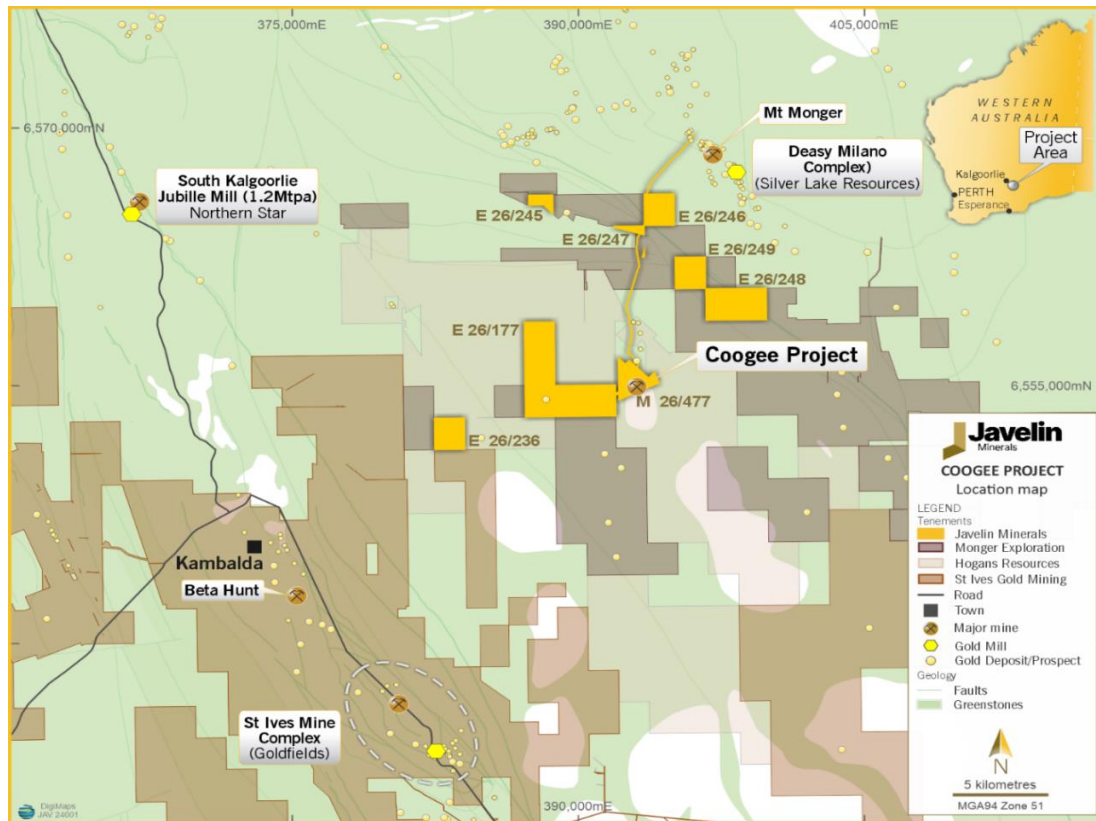 375,000mE
390,000mE
405,000mE
6,570,000mN
Mt Monger
Deasy Milano
Complex)
(Silver Lake Resources)
WESTERN
AUSTRALIA
Project
Area
Kalgoorlie
PERTH
Esperance
South Kalgoorlie
Jubille Mill (1.2Mtpa)
Northern Star
E 26/245
E 26/246
E 26/247
E 26/249
E 26/248
E 26/177
Coogee Project
M 26/477
6,555,000mN
E 26/236
Kambalda
Beta Hunt
St Ives Mine
Complex
(Goldfields)
Javelin
Minerals
COOGEE PROJECT
Location map
LEGEND
Tenements
Javelin Minerals
Monger Exploration
Hogans Resources
St Ives Gold Mining
Road
Town
Major mine
Gold Mill
Gold Deposit/Prospect
Geology
Faults
Greenstones
N
5 kilometres
MGA94 Zone 51
DigiMaps
JAV 24001
390,000mE